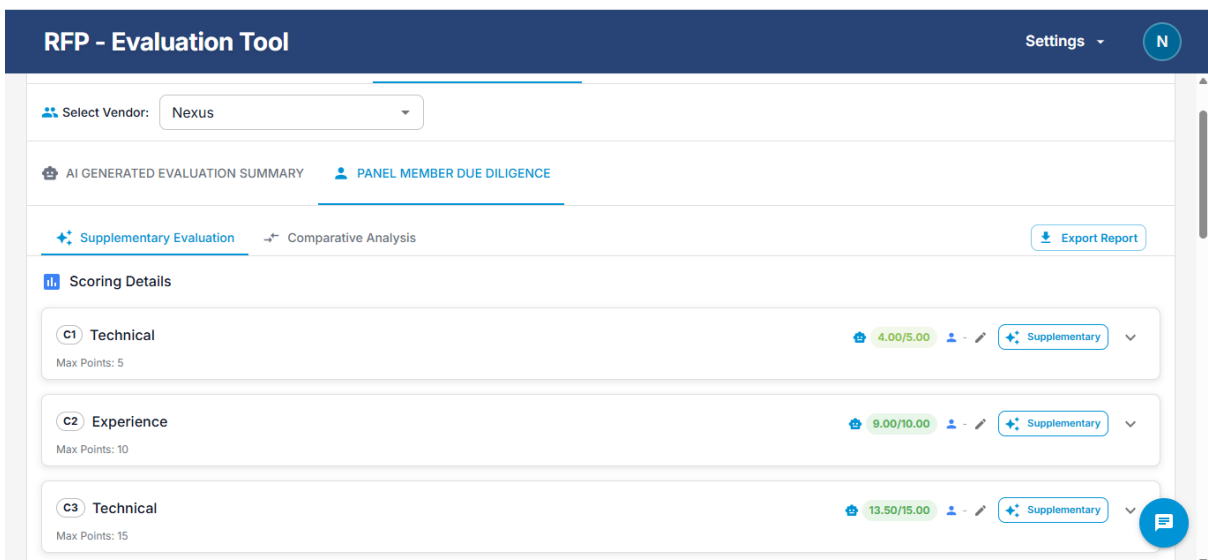 RFP - Evaluation Tool
Settings
N
Select Vendor: Nexus
AI GENERATED EVALUATION SUMMARY PANEL MEMBER DUE DILIGENCE
Supplementary Evaluation Comparative Analysis Export Report
Scoring Details
C1 Technical 4.00/5.00 - Supplementary
Max Points: 5
C2 Experience 9.00/10.00 - Supplementary
Max Points: 10
C3 Technical 13.50/15.00 - Supplementary
Max Points: 15